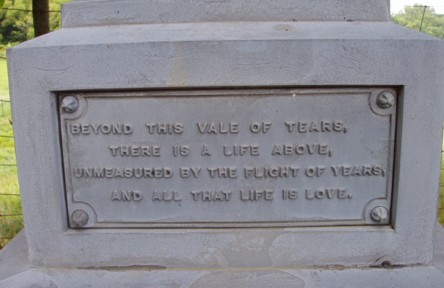 BEYOND THIS VALE OF TEARS,
THERE IS A LIFE ABOVE,
UNMEASURED BY THE FLIGHT OF YEARS,
AND ALL THAT LIFE IS LOVE.